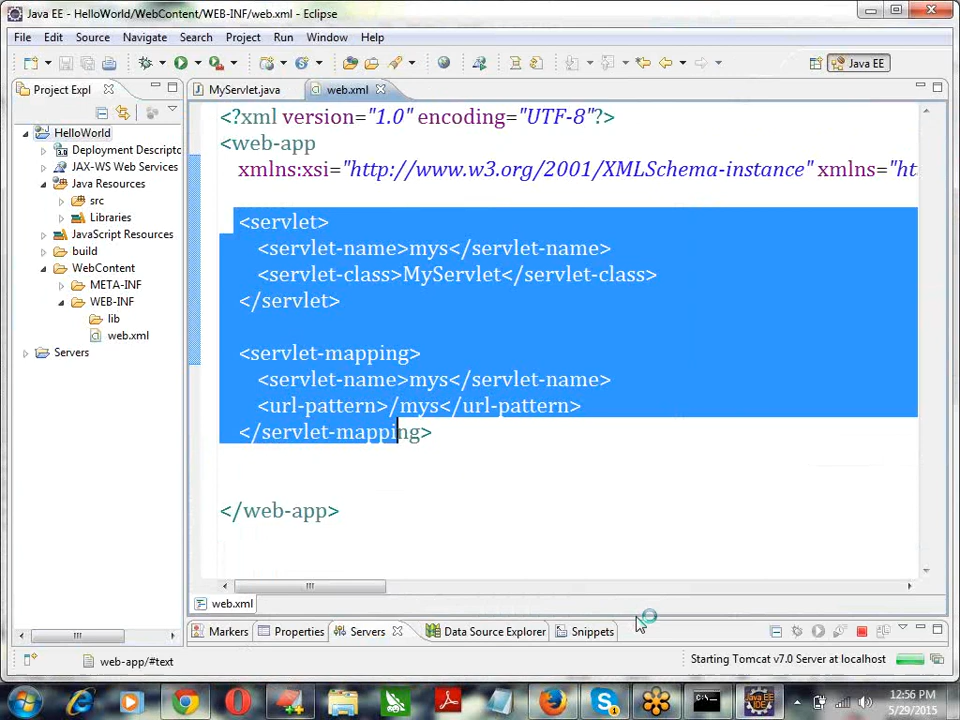 Java EE - HelloWorld/WebContent/WEB-INF/web.xml - Eclipse
File Edit Source Navigate Search Project Run Window Help
Java EE
Project Expl
MyServlet.java
web.xml
HelloWorld
Deployment Descripto
JAX-WS Web Services
Java Resources
src
Libraries
JavaScript Resources
build
WebContent
META-INF
WEB-INF
lib
web.xml
Servers
<?xml version="1.0" encoding="UTF-8"?>
<web-app
xmlns:xsi="http://www.w3.org/2001/XMLSchema-instance" xmlns="ht
<servlet>
<servlet-name>mys</servlet-name>
<servlet-class>MyServlet</servlet-class>
</servlet>
<servlet-mapping>
<servlet-name>mys</servlet-name>
<url-pattern>/mys</url-pattern>
</servlet-mapping>
</web-app>
web.xml
Markers Properties Servers Data Source Explorer Snippets
web-app/#text
Starting Tomcat v7.0 Server at localhost
12:56 PM
5/29/2015